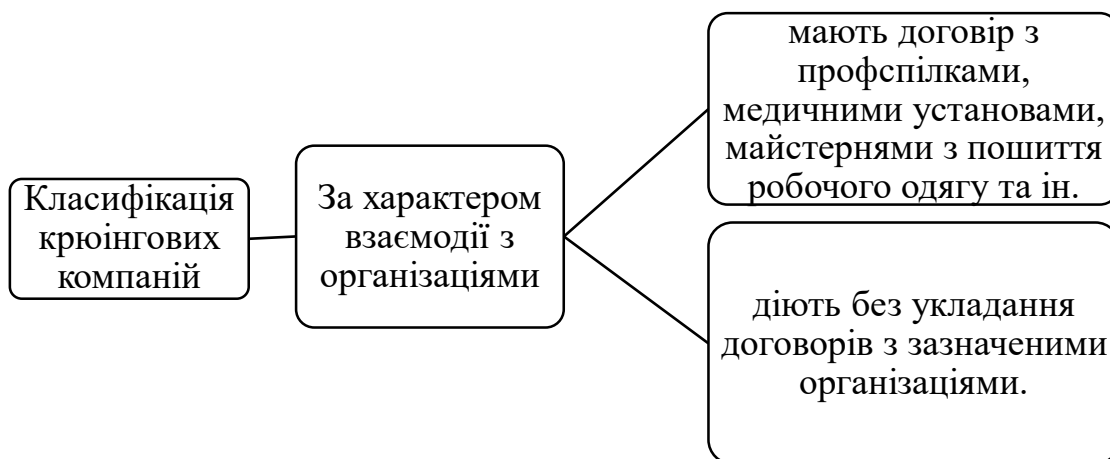 Класифікація
крюінгових
компаній
За характером
взаємодії з
організаціями
мають договір з
профспілками,
медичними установами,
майстернями з пошиття
робочого одягу та ін.
діють без укладання
договорів з зазначеними
організаціями.